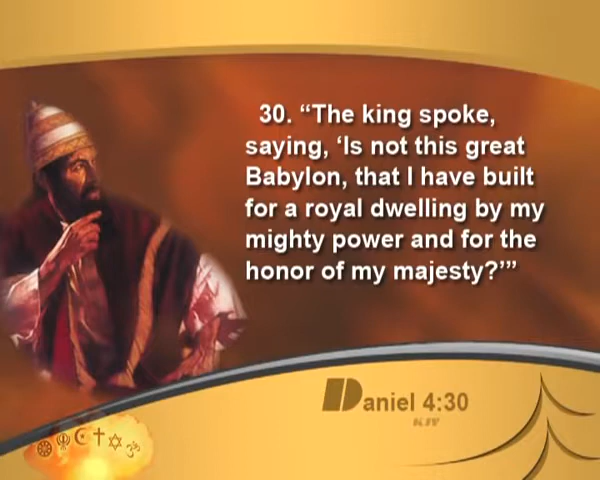 30. “The king spoke,
saying, ‘Is not this great
Babylon, that I have built
for a royal dwelling by my
mighty power and for the
honor of my majesty?’”
Daniel 4:30
KJV